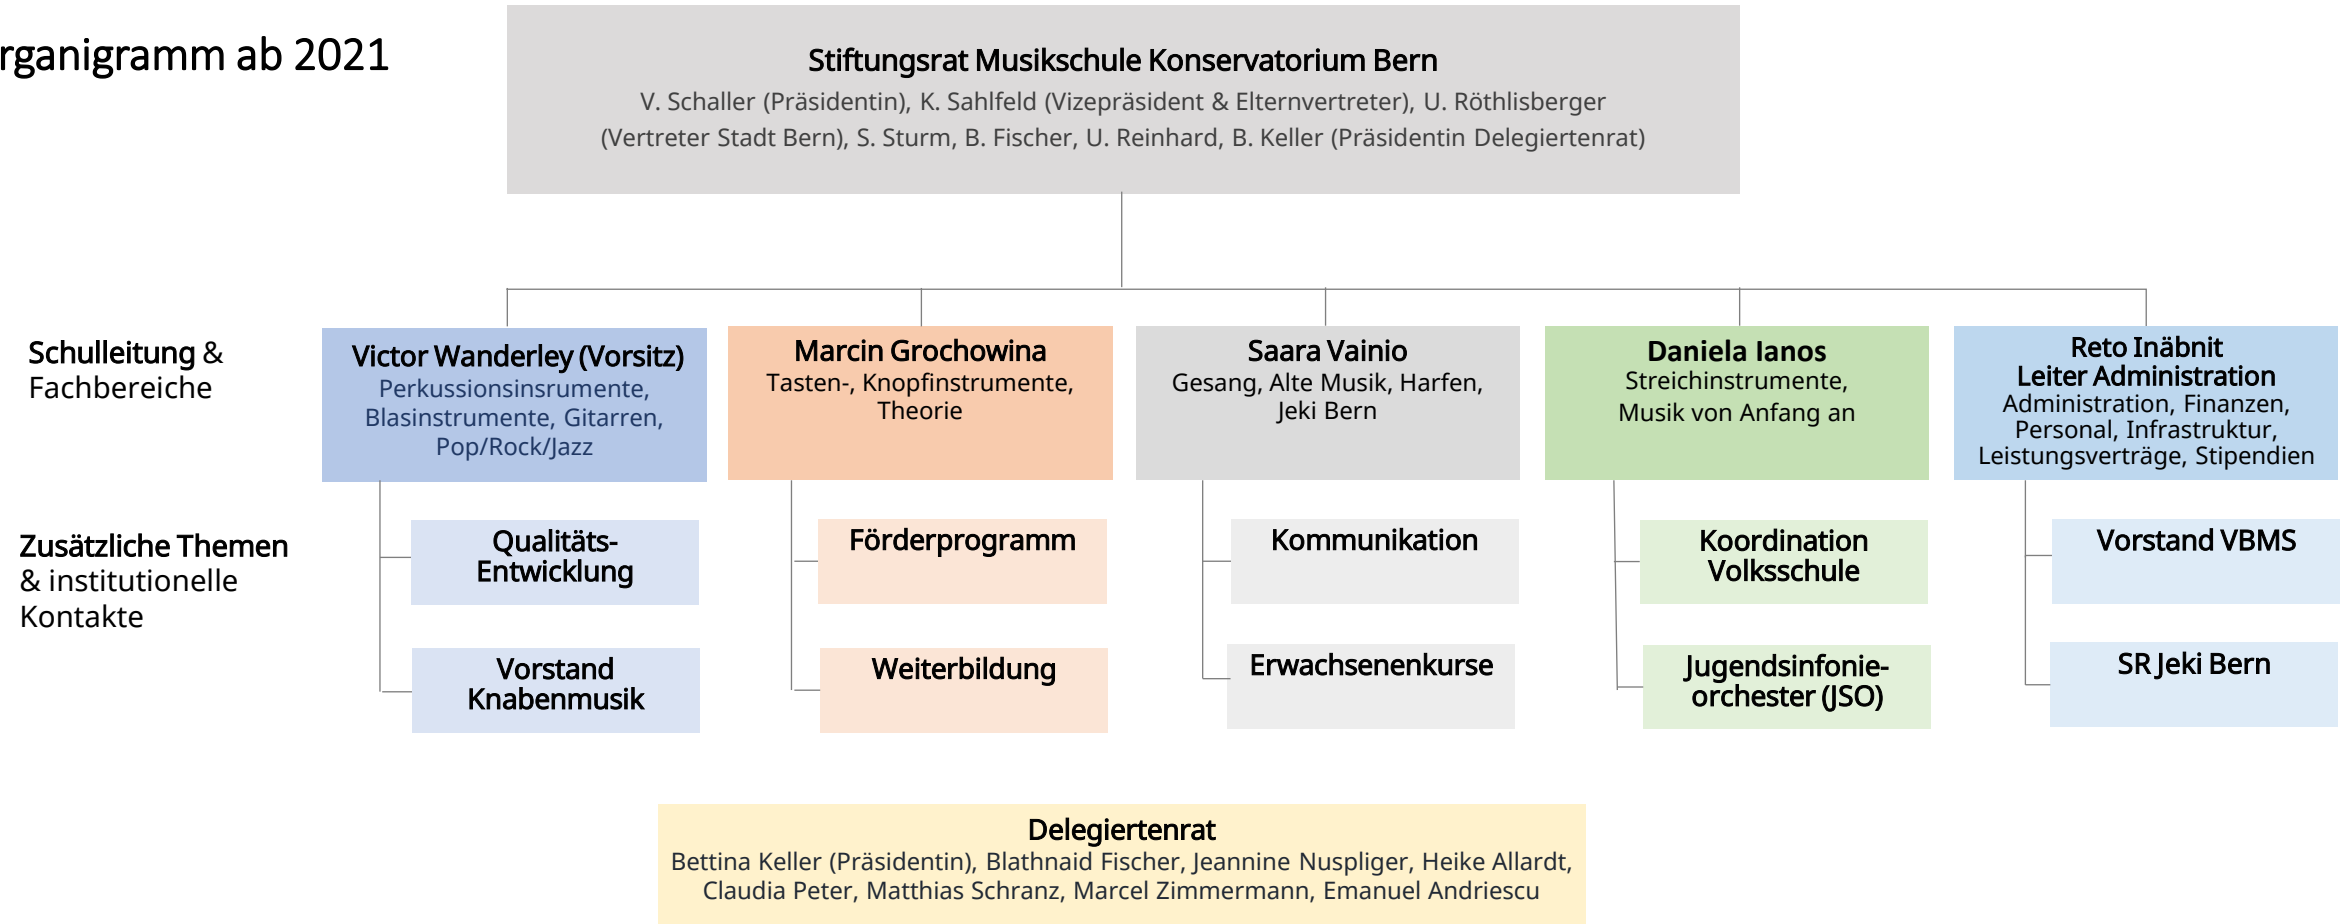 rganigramm ab 2021
Stiftungsrat Musikschule Konservatorium Bern
V. Schaller (Präsidentin), K. Sahlfeld (Vizepräsident & Elternvertreter), U. Röthlisberger
(Vertreter Stadt Bern), S. Sturm, B. Fischer, U. Reinhard, B. Keller (Präsidentin Delegiertenrat)
Schulleitung &
Fachbereiche
Victor Wanderley (Vorsitz)
Perkussionsinsrumente,
Blasinstrumente, Gitarren,
Pop/Rock/Jazz
Marcin Grochowina
Tasten-, Knopfinstrumente,
Theorie
Saara Vainio
Gesang, Alte Musik, Harfen,
Jeki Bern
Daniela Ianos
Streichinstrumente,
Musik von Anfang an
Reto Inäbnit
Leiter Administration
Administration, Finanzen,
Personal, Infrastruktur,
Leistungsverträge, Stipendien
Zusätzliche Themen
& institutionelle
Kontakte
Qualitäts-
Entwicklung
Förderprogramm
Kommunikation
Koordination
Volksschule
Vorstand VBMS
Vorstand
Knabenmusik
Weiterbildung
Erwachsenenkurse
Jugendsinfonie-
orchester (JSO)
SR Jeki Bern
Delegiertenrat
Bettina Keller (Präsidentin), Blathnaid Fischer, Jeannine Nuspliger, Heike Allardt,
Claudia Peter, Matthias Schranz, Marcel Zimmermann, Emanuel Andriescu